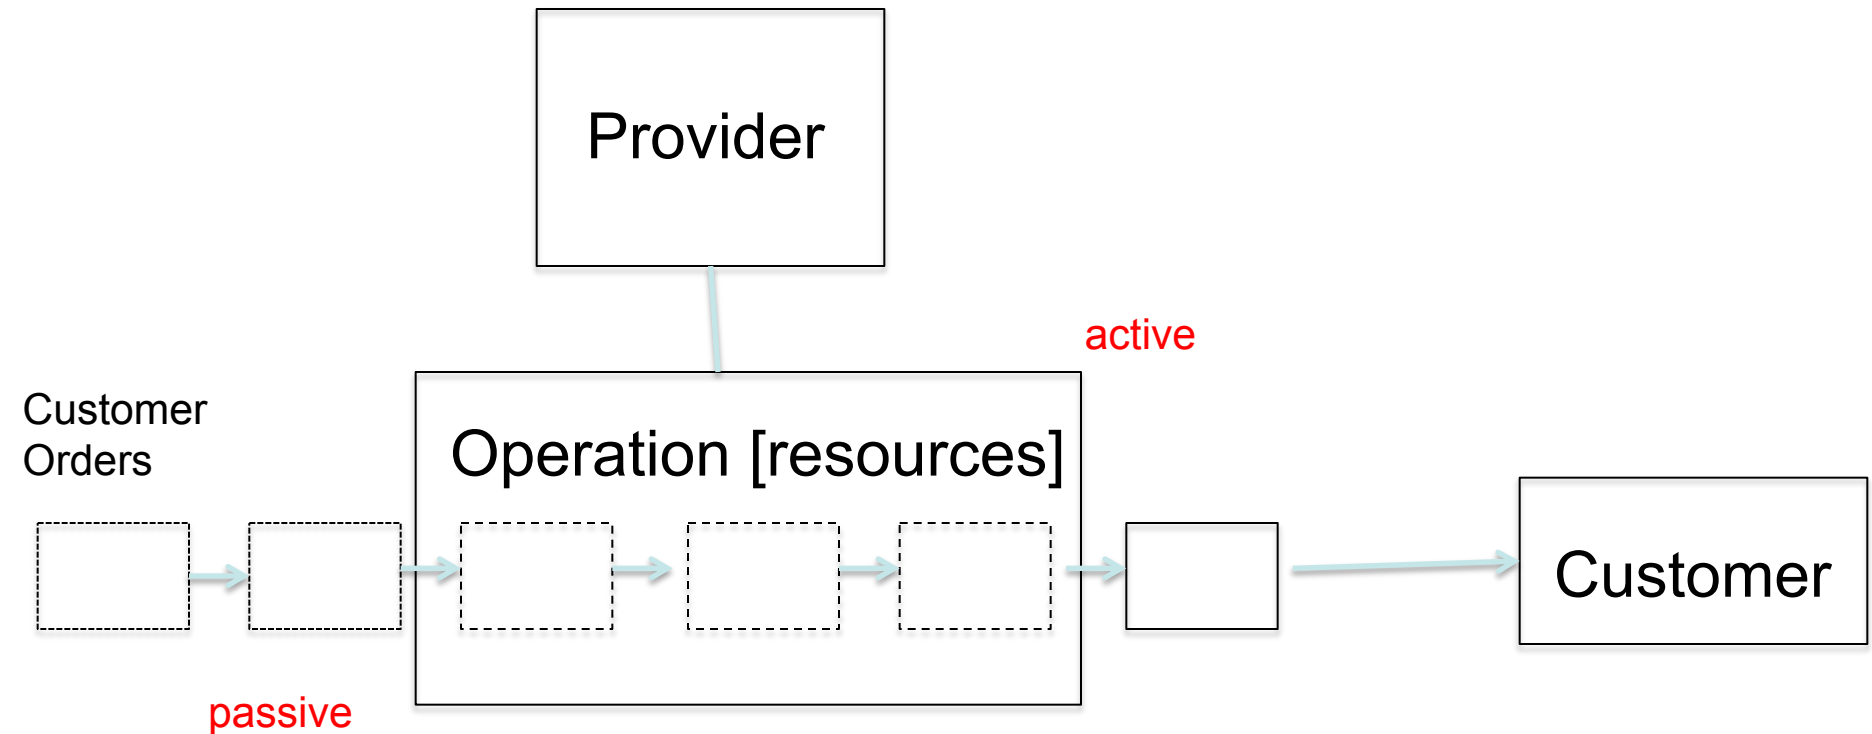 Provider
active
Customer
Orders
Operation [resources]
Customer
passive